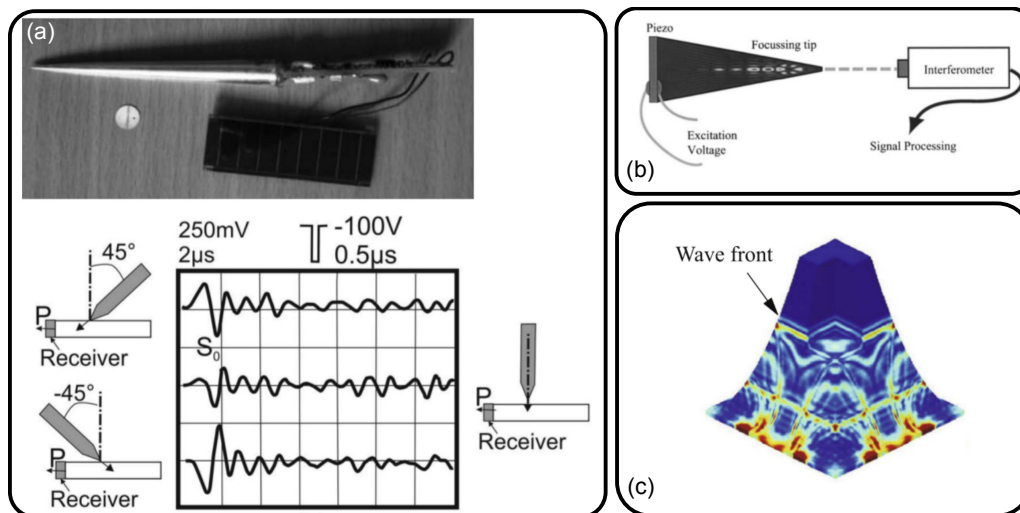 (a)
250mV
2µs
-100V
0.5µs
45°
P
Receiver
S0
-45°
P
Receiver
P
Receiver
Piezo
Focussing tip
Interferometer
Excitation
Voltage
Signal Processing
(b)
Wave front
(c)